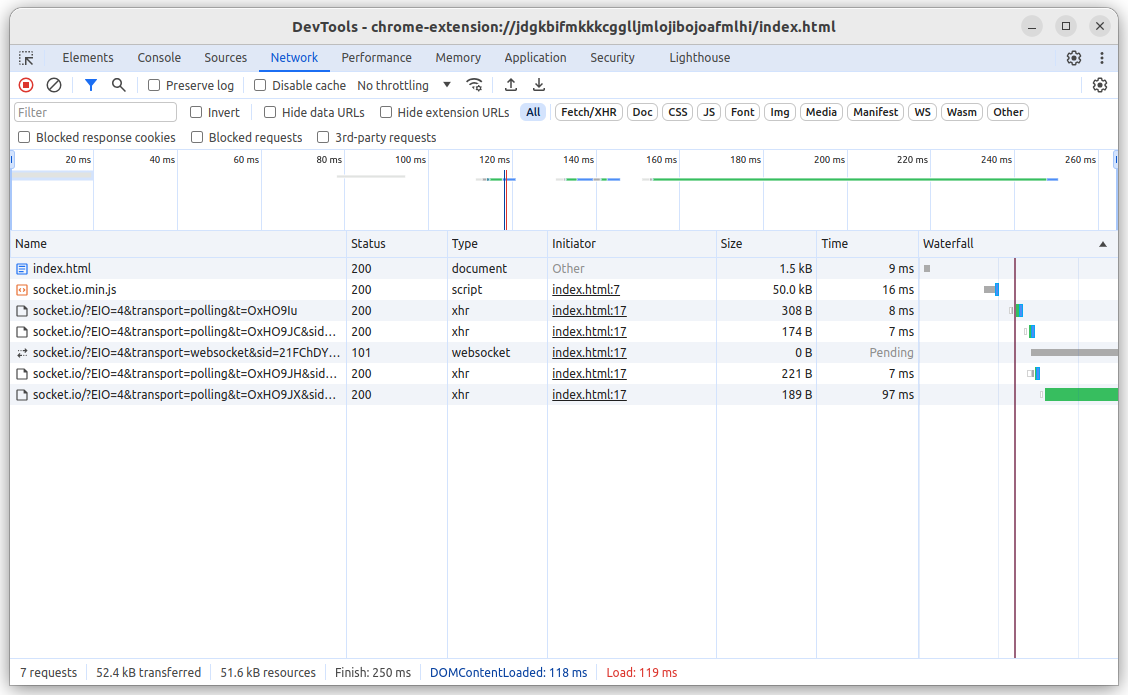 DevTools - chrome-extension://jdgkbifmkkkcgglljmlojibojoafmlhi/index.html
Elements Console Sources Network Performance Memory Application Security Lighthouse
Preserve log Disable cache No throttling
Filter Invert Hide data URLs Hide extension URLs All Fetch/XHR Doc CSS JS Font Img Media Manifest WS Wasm Other
Blocked response cookies Blocked requests 3rd-party requests
20 ms 40 ms 60 ms 80 ms 100 ms 120 ms 140 ms 160 ms 180 ms 200 ms 220 ms 240 ms 260 ms
Name Status Type Initiator Size Time Waterfall
index.html 200 document Other 1.5 kB 9 ms
socket.io.min.js 200 script index.html:7 50.0 kB 16 ms
socket.io/?EIO=4&transport=polling&t=OxHO9Iu 200 xhr index.html:17 308 B 8 ms
socket.io/?EIO=4&transport=polling&t=OxHO9JC&sid... 200 xhr index.html:17 174 B 7 ms
socket.io/?EIO=4&transport=websocket&sid=21FChDY... 101 websocket index.html:17 0 B Pending
socket.io/?EIO=4&transport=polling&t=OxHO9JH&sid... 200 xhr index.html:17 221 B 7 ms
socket.io/?EIO=4&transport=polling&t=OxHO9JX&sid... 200 xhr index.html:17 189 B 97 ms
7 requests 52.4 kB transferred 51.6 kB resources Finish: 250 ms DOMContentLoaded: 118 ms Load: 119 ms